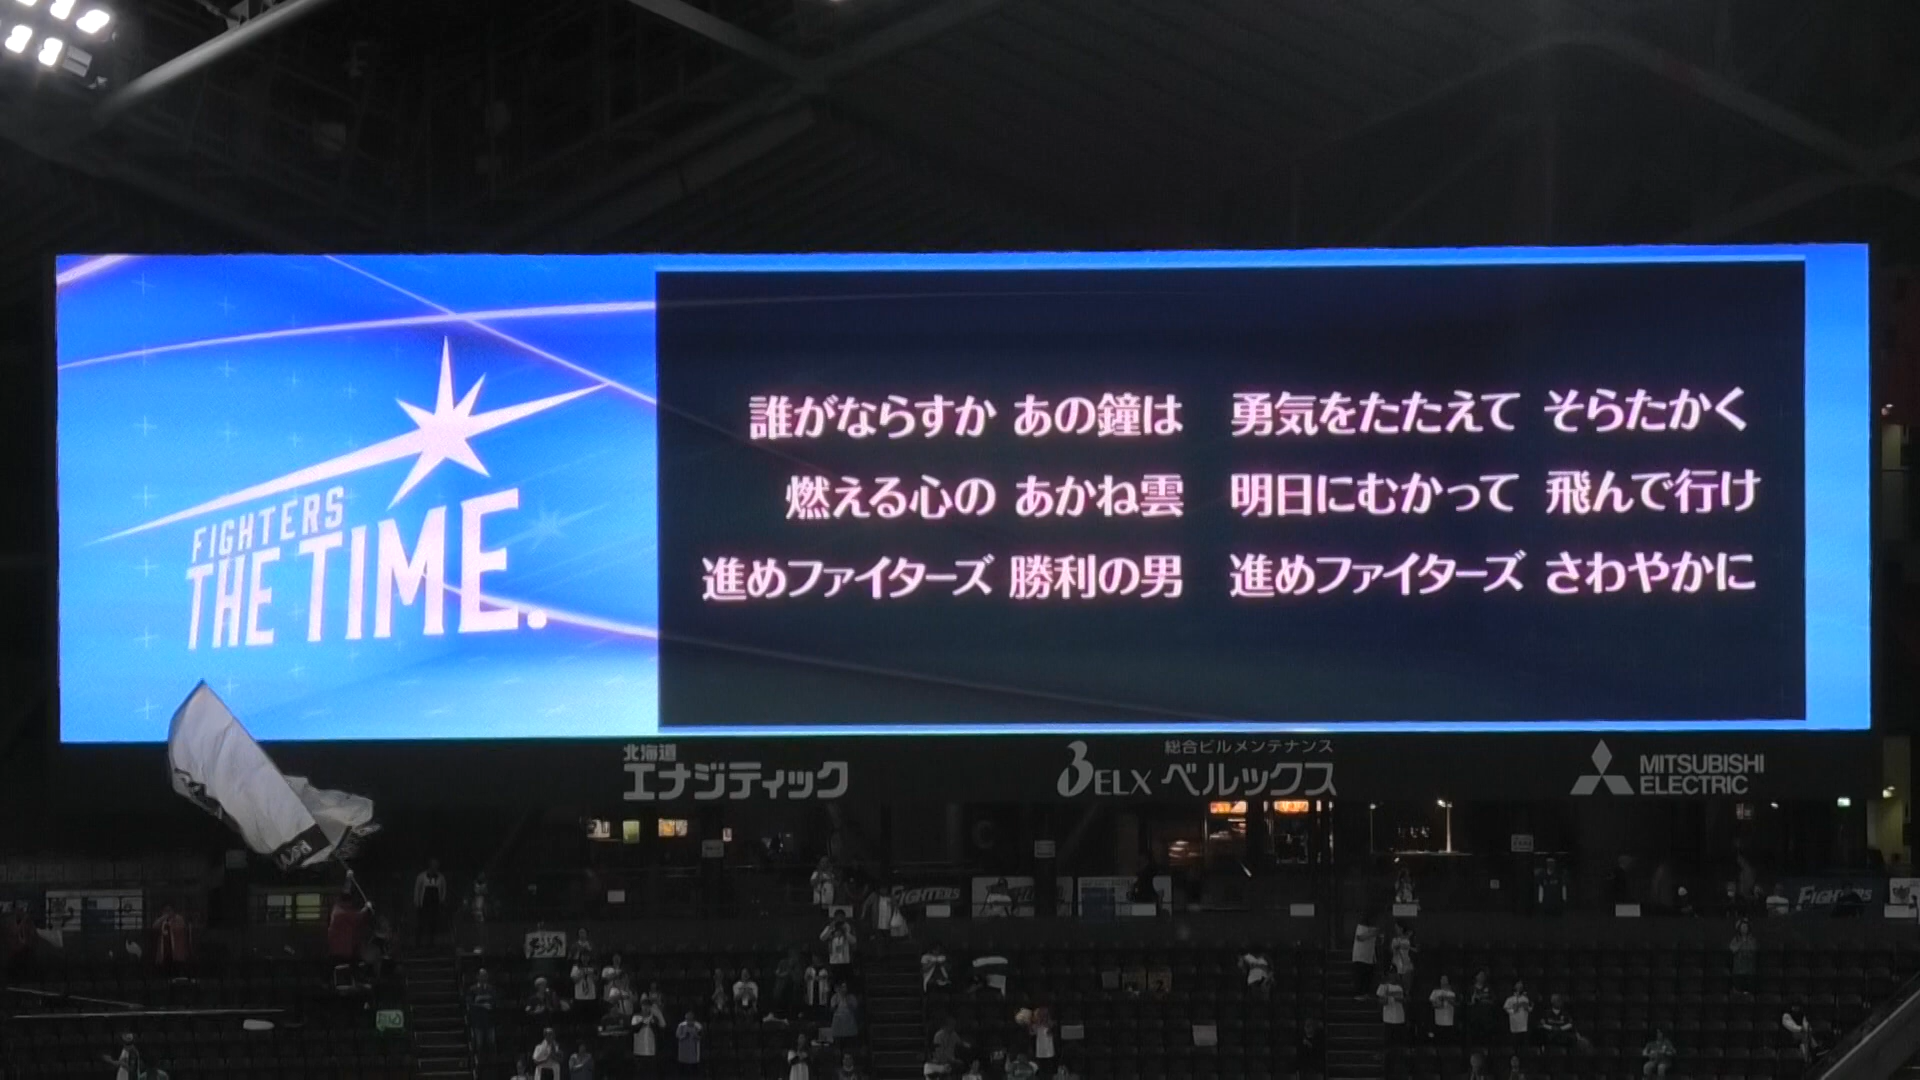 FIGHTERS
THE TIME.
誰がならすか あの鐘は 勇気をたたえて そらたかく
燃える心の あかね雲 明日にむかって 飛んで行け
進めファイターズ 勝利の男 進めファイターズ さわやかに
北海道
エナジティック
BELX 総合ビルメンテナンス
ベルックス
MITSUBISHI
ELECTRIC
FIGHTERS
FIGHTERS